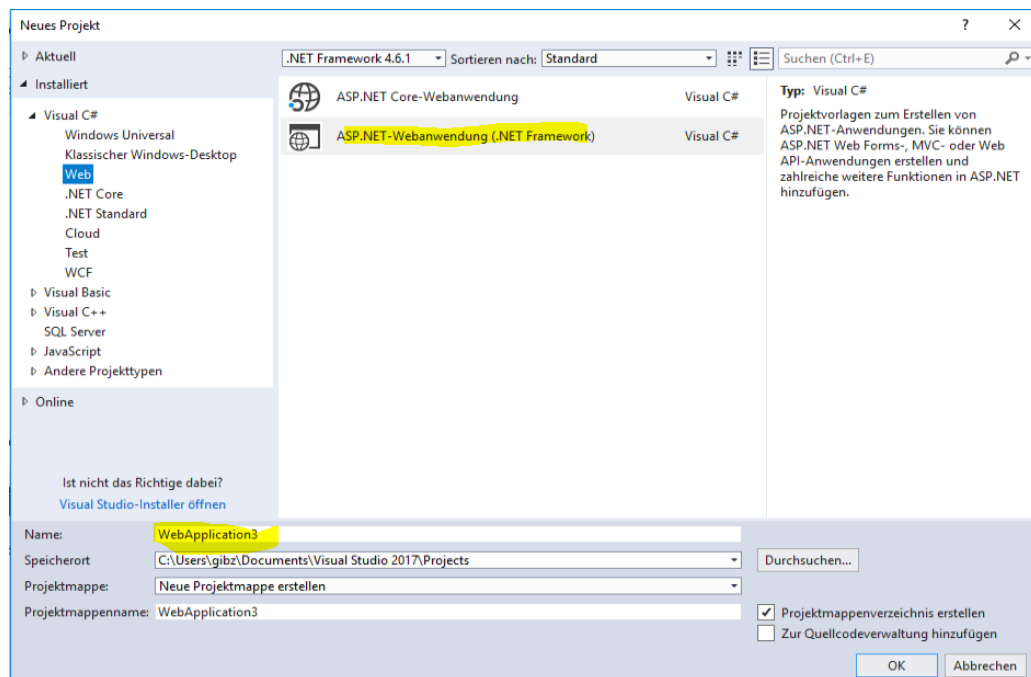 Neues Projekt
Aktuell
Installiert
Visual C#
Windows Universal
Klassischer Windows-Desktop
Web
.NET Core
.NET Standard
Cloud
Test
WCF
Visual Basic
Visual C++
SQL Server
JavaScript
Andere Projekttypen
Online
Ist nicht das Richtige dabei?
Visual Studio-Installer öffnen
.NET Framework 4.6.1 Sortieren nach: Standard
Suchen (Ctrl+E)
ASP.NET Core-Webanwendung Visual C#
ASP.NET-Webanwendung (.NET Framework) Visual C#
Typ: Visual C#
Projektvorlagen zum Erstellen von
ASP.NET-Anwendungen. Sie können
ASP.NET Web Forms-, MVC- oder Web
API-Anwendungen erstellen und
zahlreiche weitere Funktionen in ASP.NET
hinzufügen.
Name: WebApplication3
Speicherort C:\Users\gibz\Documents\Visual Studio 2017\Projects Durchsuchen...
Projektmappe: Neue Projektmappe erstellen
Projektmappenname: WebApplication3
Projektmappenverzeichnis erstellen
Zur Quellcodeverwaltung hinzufügen
OK Abbrechen